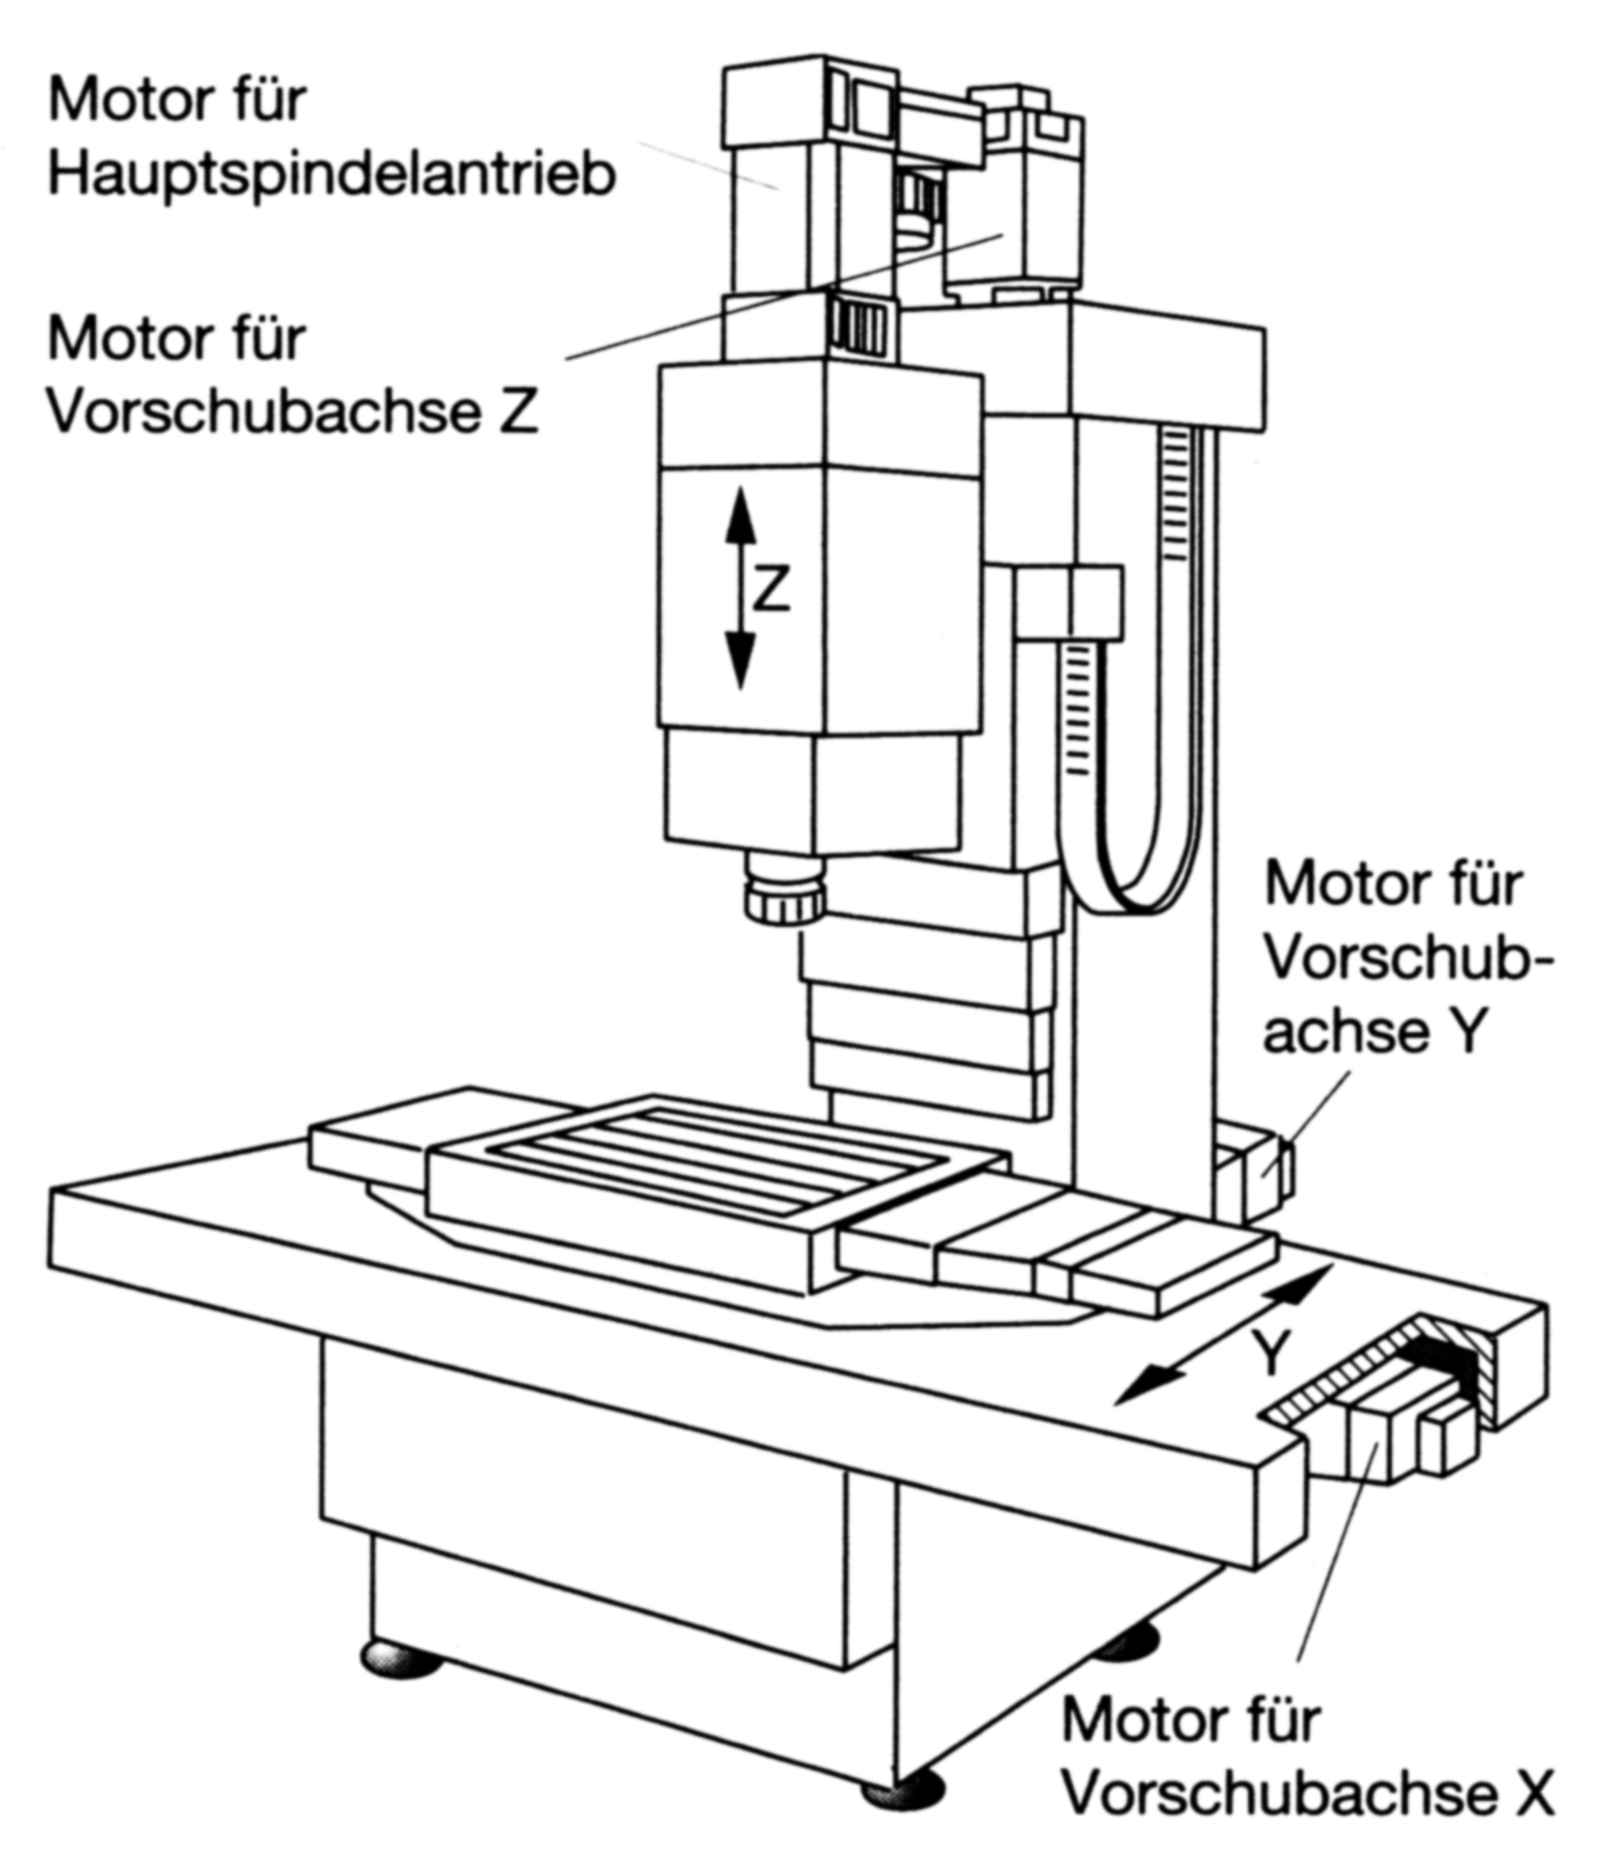 Motor für
Hauptspindelantrieb
Motor für
Vorschubachse Z
Z
Motor für
Vorschub-
achse Y
Y
Motor für
Vorschubachse X